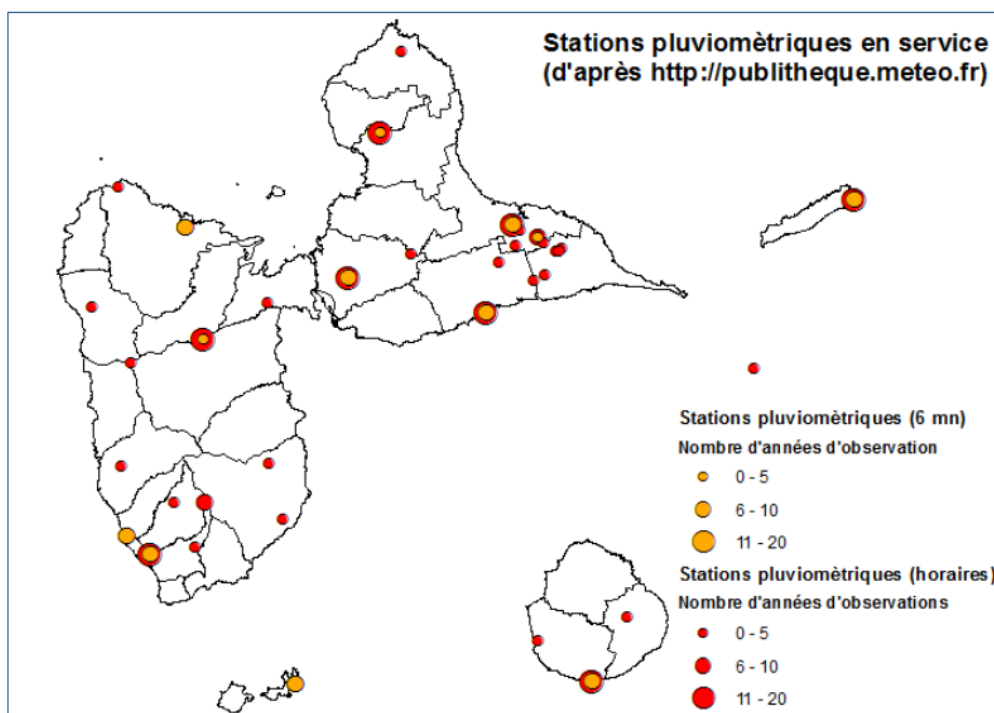 Stations pluviomètriques en service
(d'après http://publitheque.meteo.fr)
Stations pluviomètriques (6 mn)
Nombre d'années d'observation
0 - 5
6 - 10
11 - 20
Stations pluviomètriques (horaires)
Nombre d'années d'observations
0 - 5
6 - 10
11 - 20